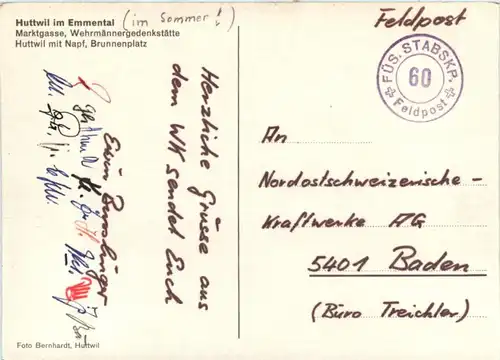 Huttwil im Emmental (im Sommer!)
Marktgasse, Wehrmännergedenkstätte
Huttwil mit Napf, Brunnenplatz
Herzliche Grüsse aus
dem WK sendet Euch
Foto Bernhardt, Huttwil
Feldpost
FÜS. STABSKP.
60
Feldpost
An
Nordostschweizerische-
Kraftwerke AG
5401 Baden
(Büro Treichler)